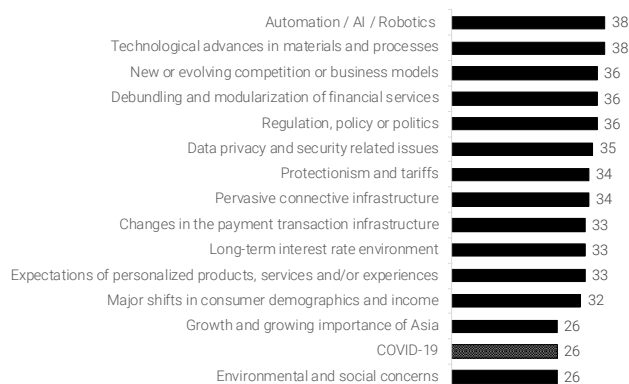 Automation / AI / Robotics 38
Technological advances in materials and processes 38
New or evolving competition or business models 36
Debundling and modularization of financial services 36
Regulation, policy or politics 36
Data privacy and security related issues 35
Protectionism and tariffs 34
Pervasive connective infrastructure 34
Changes in the payment transaction infrastructure 33
Long-term interest rate environment 33
Expectations of personalized products, services and/or experiences 33
Major shifts in consumer demographics and income 32
Growth and growing importance of Asia 26
COVID-19 26
Environmental and social concerns 26